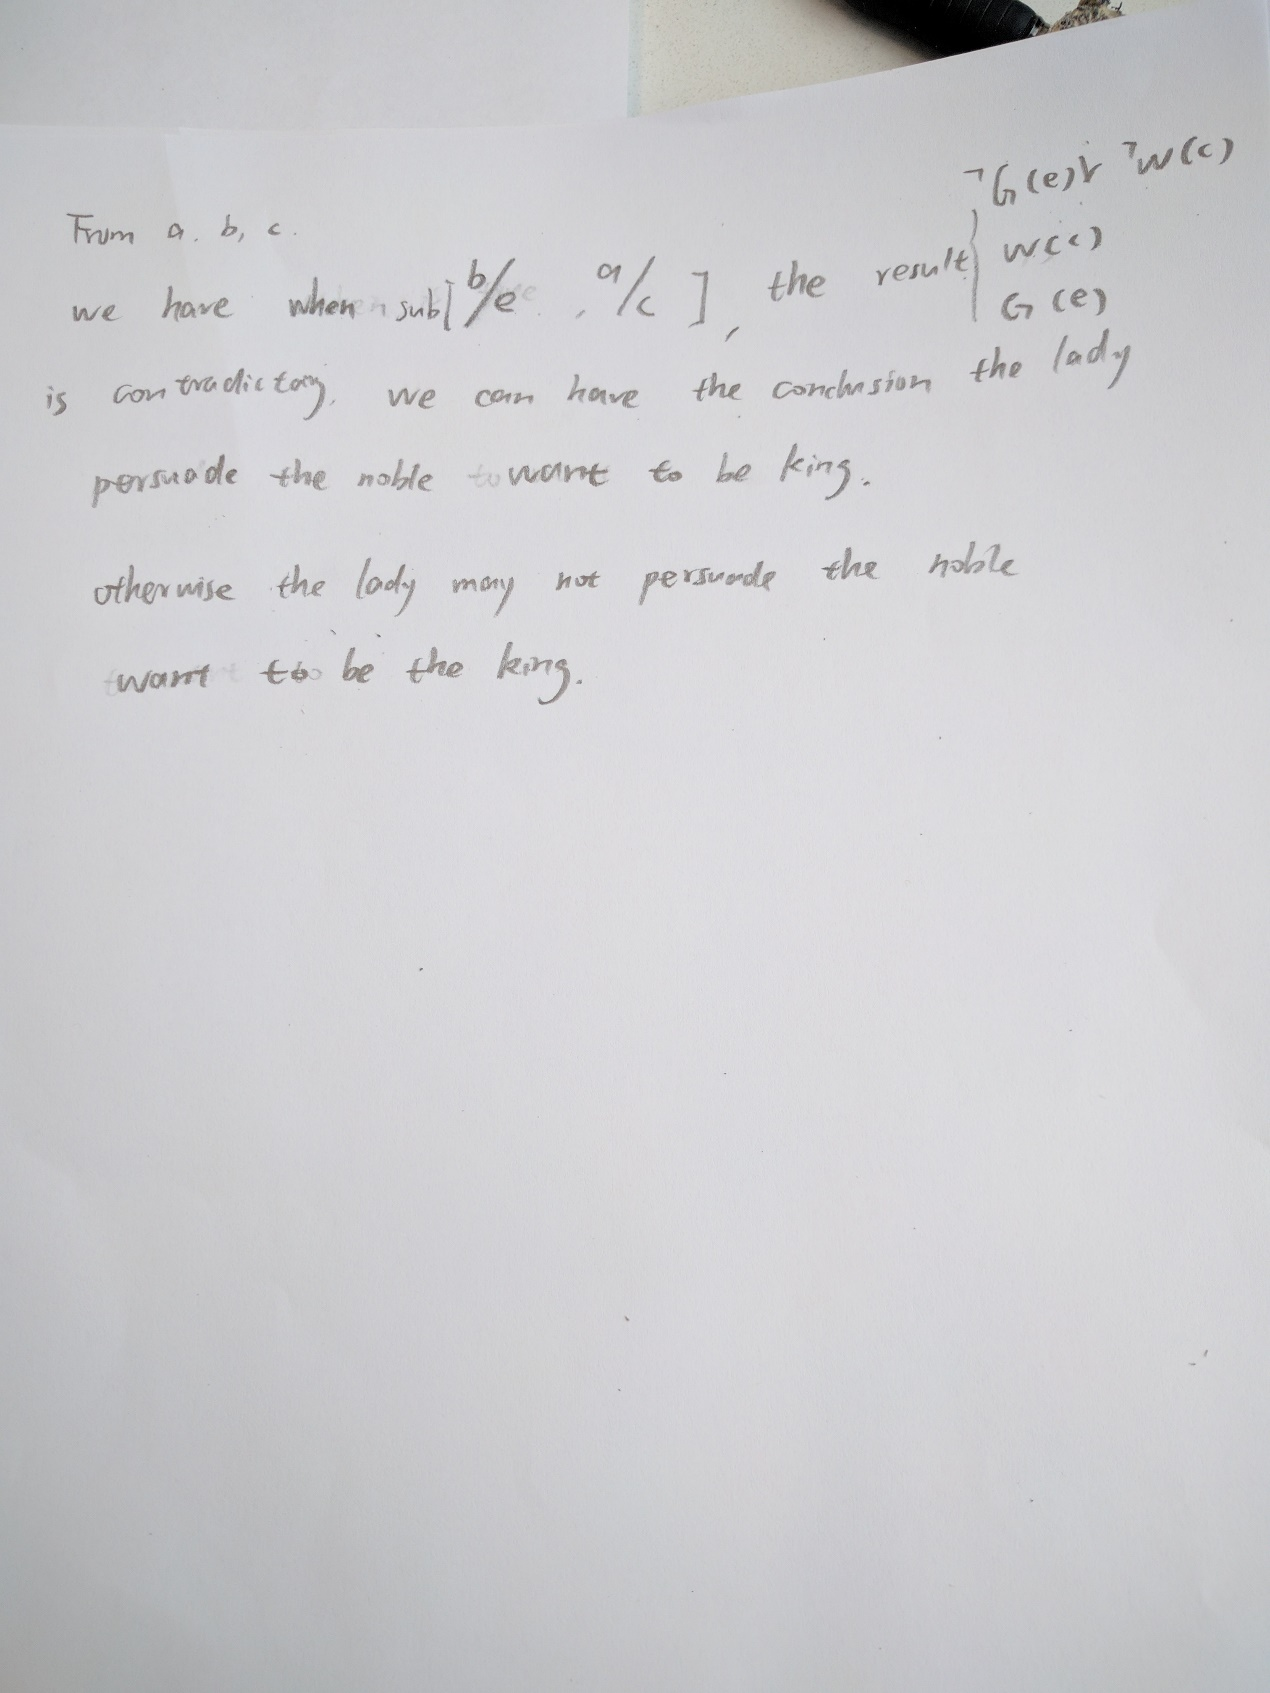 From a. b, c.
we have when sub[b/e , a/c ], the result { ¬G(e) ∨ ¬W(c)
W(c)
G(e)
is contradictory, we can have the conclusion the lady
persuade the noble want to be king.
otherwise the lady may not persuade the noble
want to be the king.